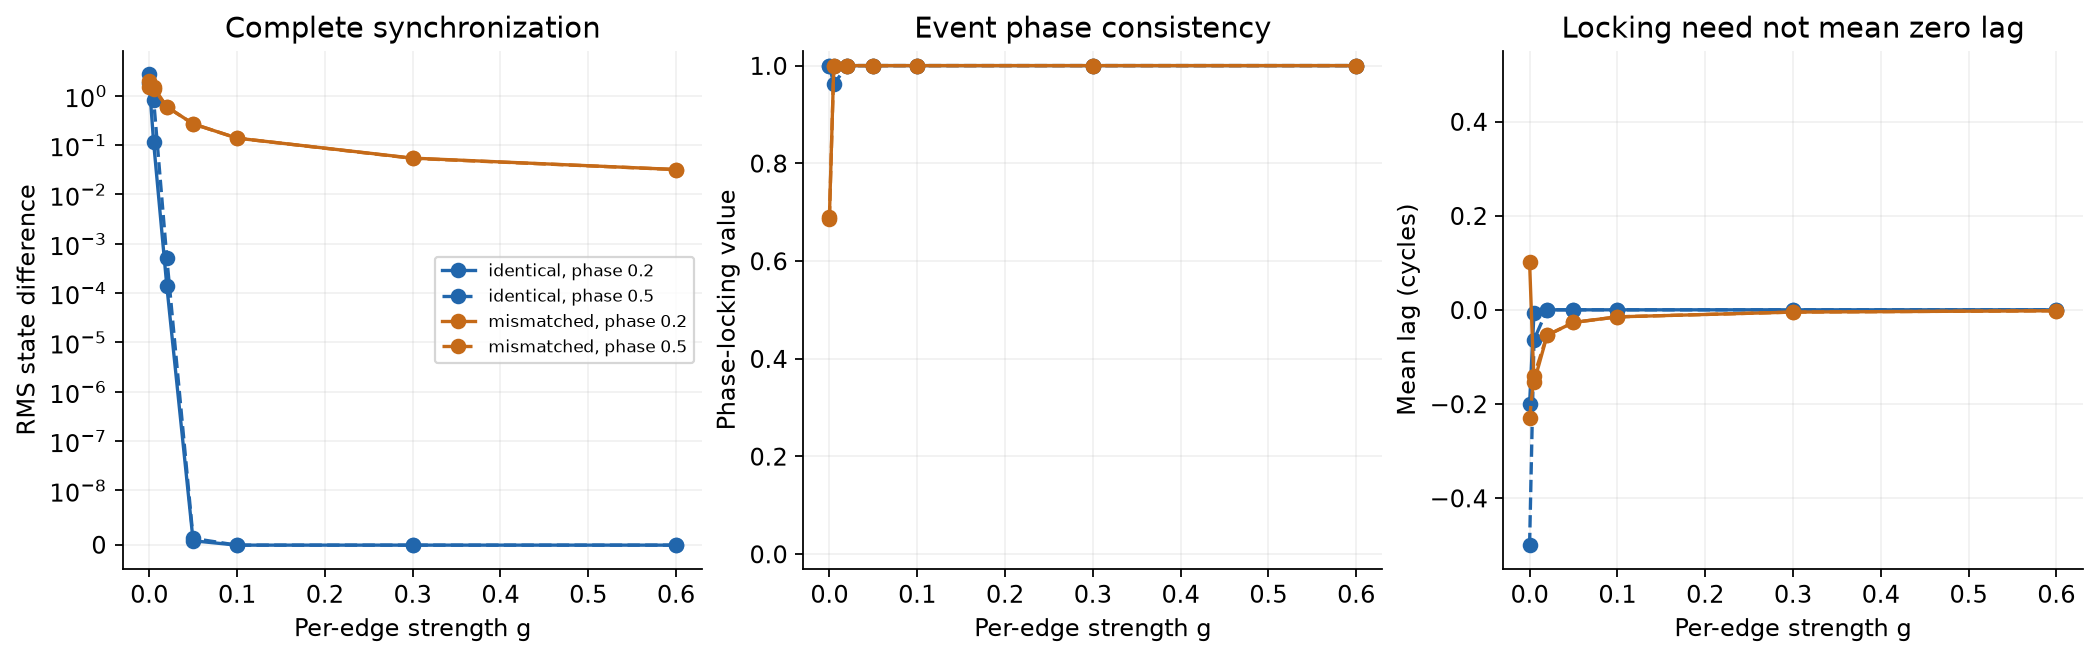 Complete synchronization
RMS state difference
10⁰
10⁻¹
10⁻²
10⁻³
10⁻⁴
10⁻⁵
10⁻⁶
10⁻⁷
10⁻⁸
0
identical, phase 0.2
identical, phase 0.5
mismatched, phase 0.2
mismatched, phase 0.5
0.0 0.1 0.2 0.3 0.4 0.5 0.6
Per-edge strength g
Event phase consistency
Phase-locking value
1.0
0.8
0.6
0.4
0.2
0.0
0.0 0.1 0.2 0.3 0.4 0.5 0.6
Per-edge strength g
Locking need not mean zero lag
Mean lag (cycles)
0.4
0.2
0.0
−0.2
−0.4
0.0 0.1 0.2 0.3 0.4 0.5 0.6
Per-edge strength g